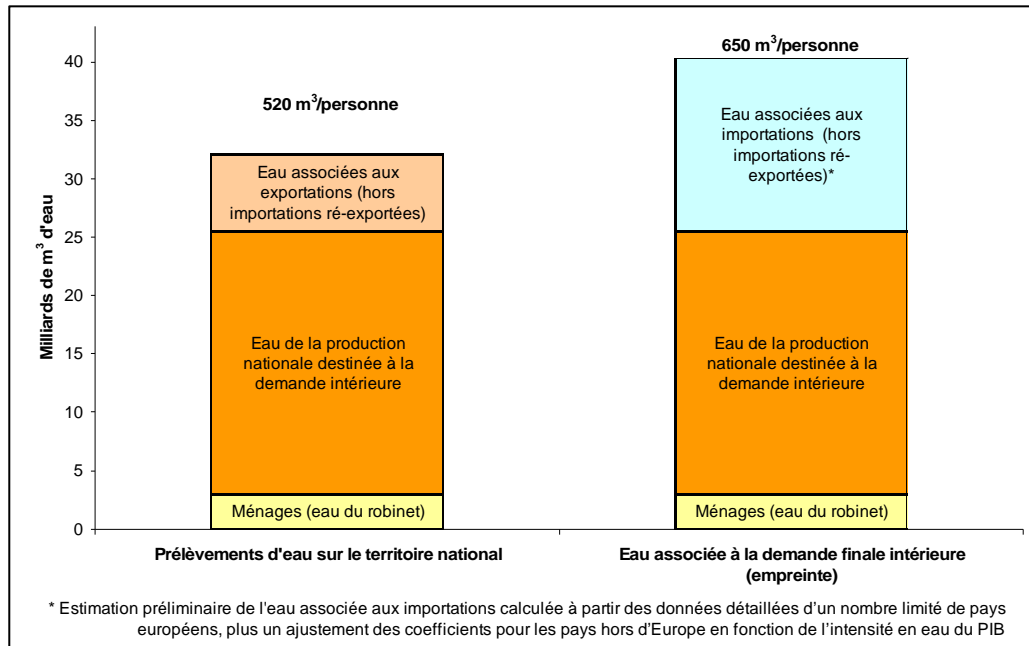 650 m³/personne
520 m³/personne
Milliards de m³ d'eau
40
35
30
25
20
15
10
5
0
Eau associées aux
exportations (hors
importations ré-exportées)
Eau de la production
nationale destinée à la
demande intérieure
Ménages (eau du robinet)
Eau associées aux
importations (hors
importations ré-
exportées)*
Eau de la production
nationale destinée à la
demande intérieure
Ménages (eau du robinet)
Prélèvements d'eau sur le territoire national
Eau associée à la demande finale intérieure
(empreinte)
* Estimation préliminaire de l'eau associée aux importations calculée à partir des données détaillées d'un nombre limité de pays
européens, plus un ajustement des coefficients pour les pays hors d'Europe en fonction de l'intensité en eau du PIB